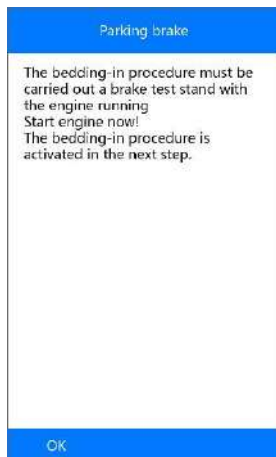 Parking brake
The bedding-in procedure must be
carried out a brake test stand with
the engine running
Start engine now!
The bedding-in procedure is
activated in the next step.
OK